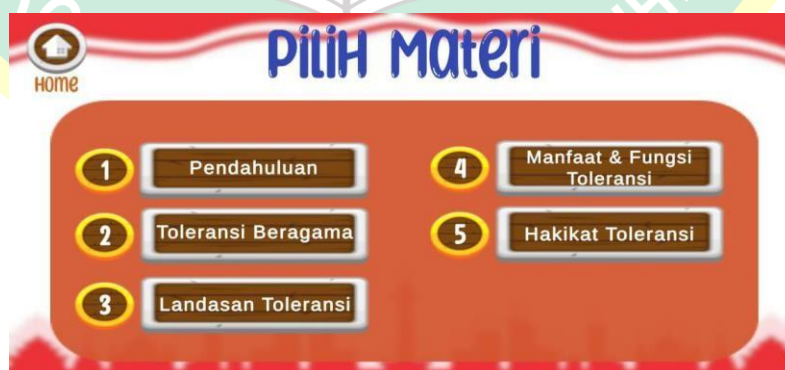 Pilih Materi
Home
1
Pendahuluan
2
Toleransi Beragama
3
Landasan Toleransi
4
Manfaat & Fungsi
Toleransi
5
Hakikat Toleransi